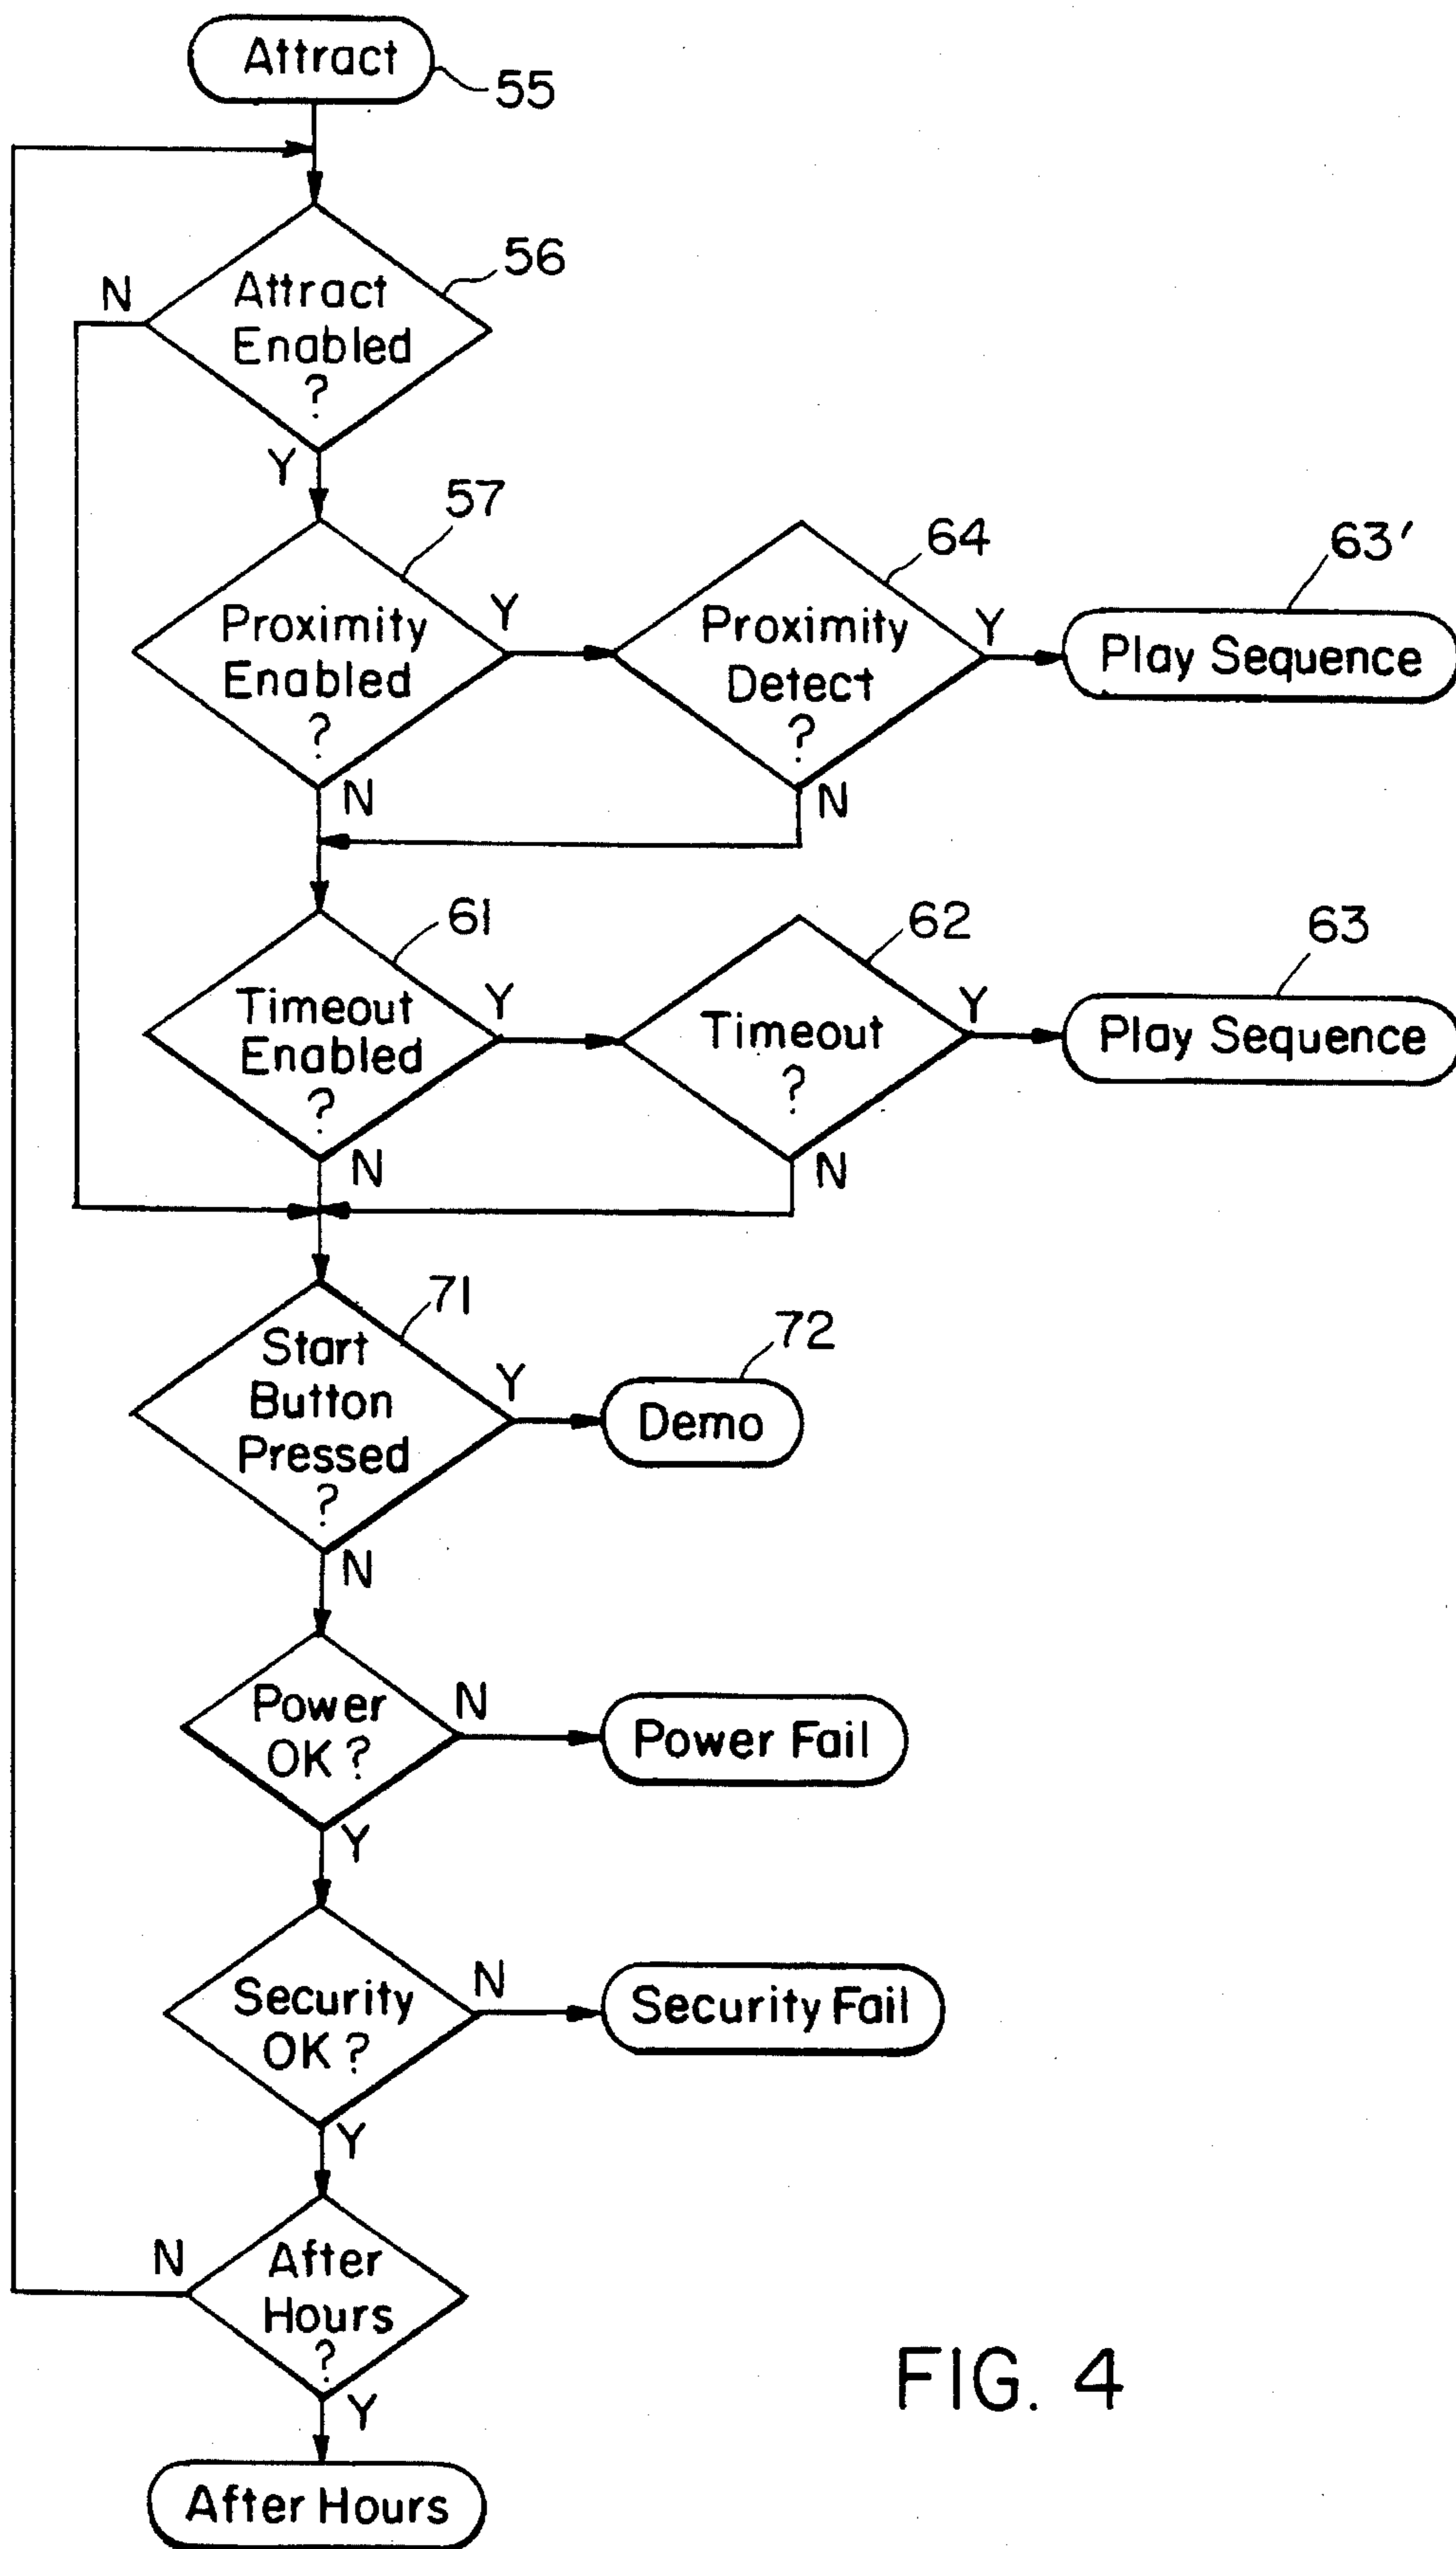 Attract
55
56
N
Attract
Enabled
?
Y
57
64
63'
Proximity
Enabled
?
Y
Proximity
Detect
?
Y
Play Sequence
N
N
61
62
63
Timeout
Enabled
?
Y
Timeout
?
Y
Play Sequence
N
N
71
72
Start
Button
Pressed
?
Y
Demo
N
Power
OK?
N
Power Fail
Y
Security
OK?
N
Security Fail
Y
N
After
Hours
?
Y
After Hours
FIG. 4